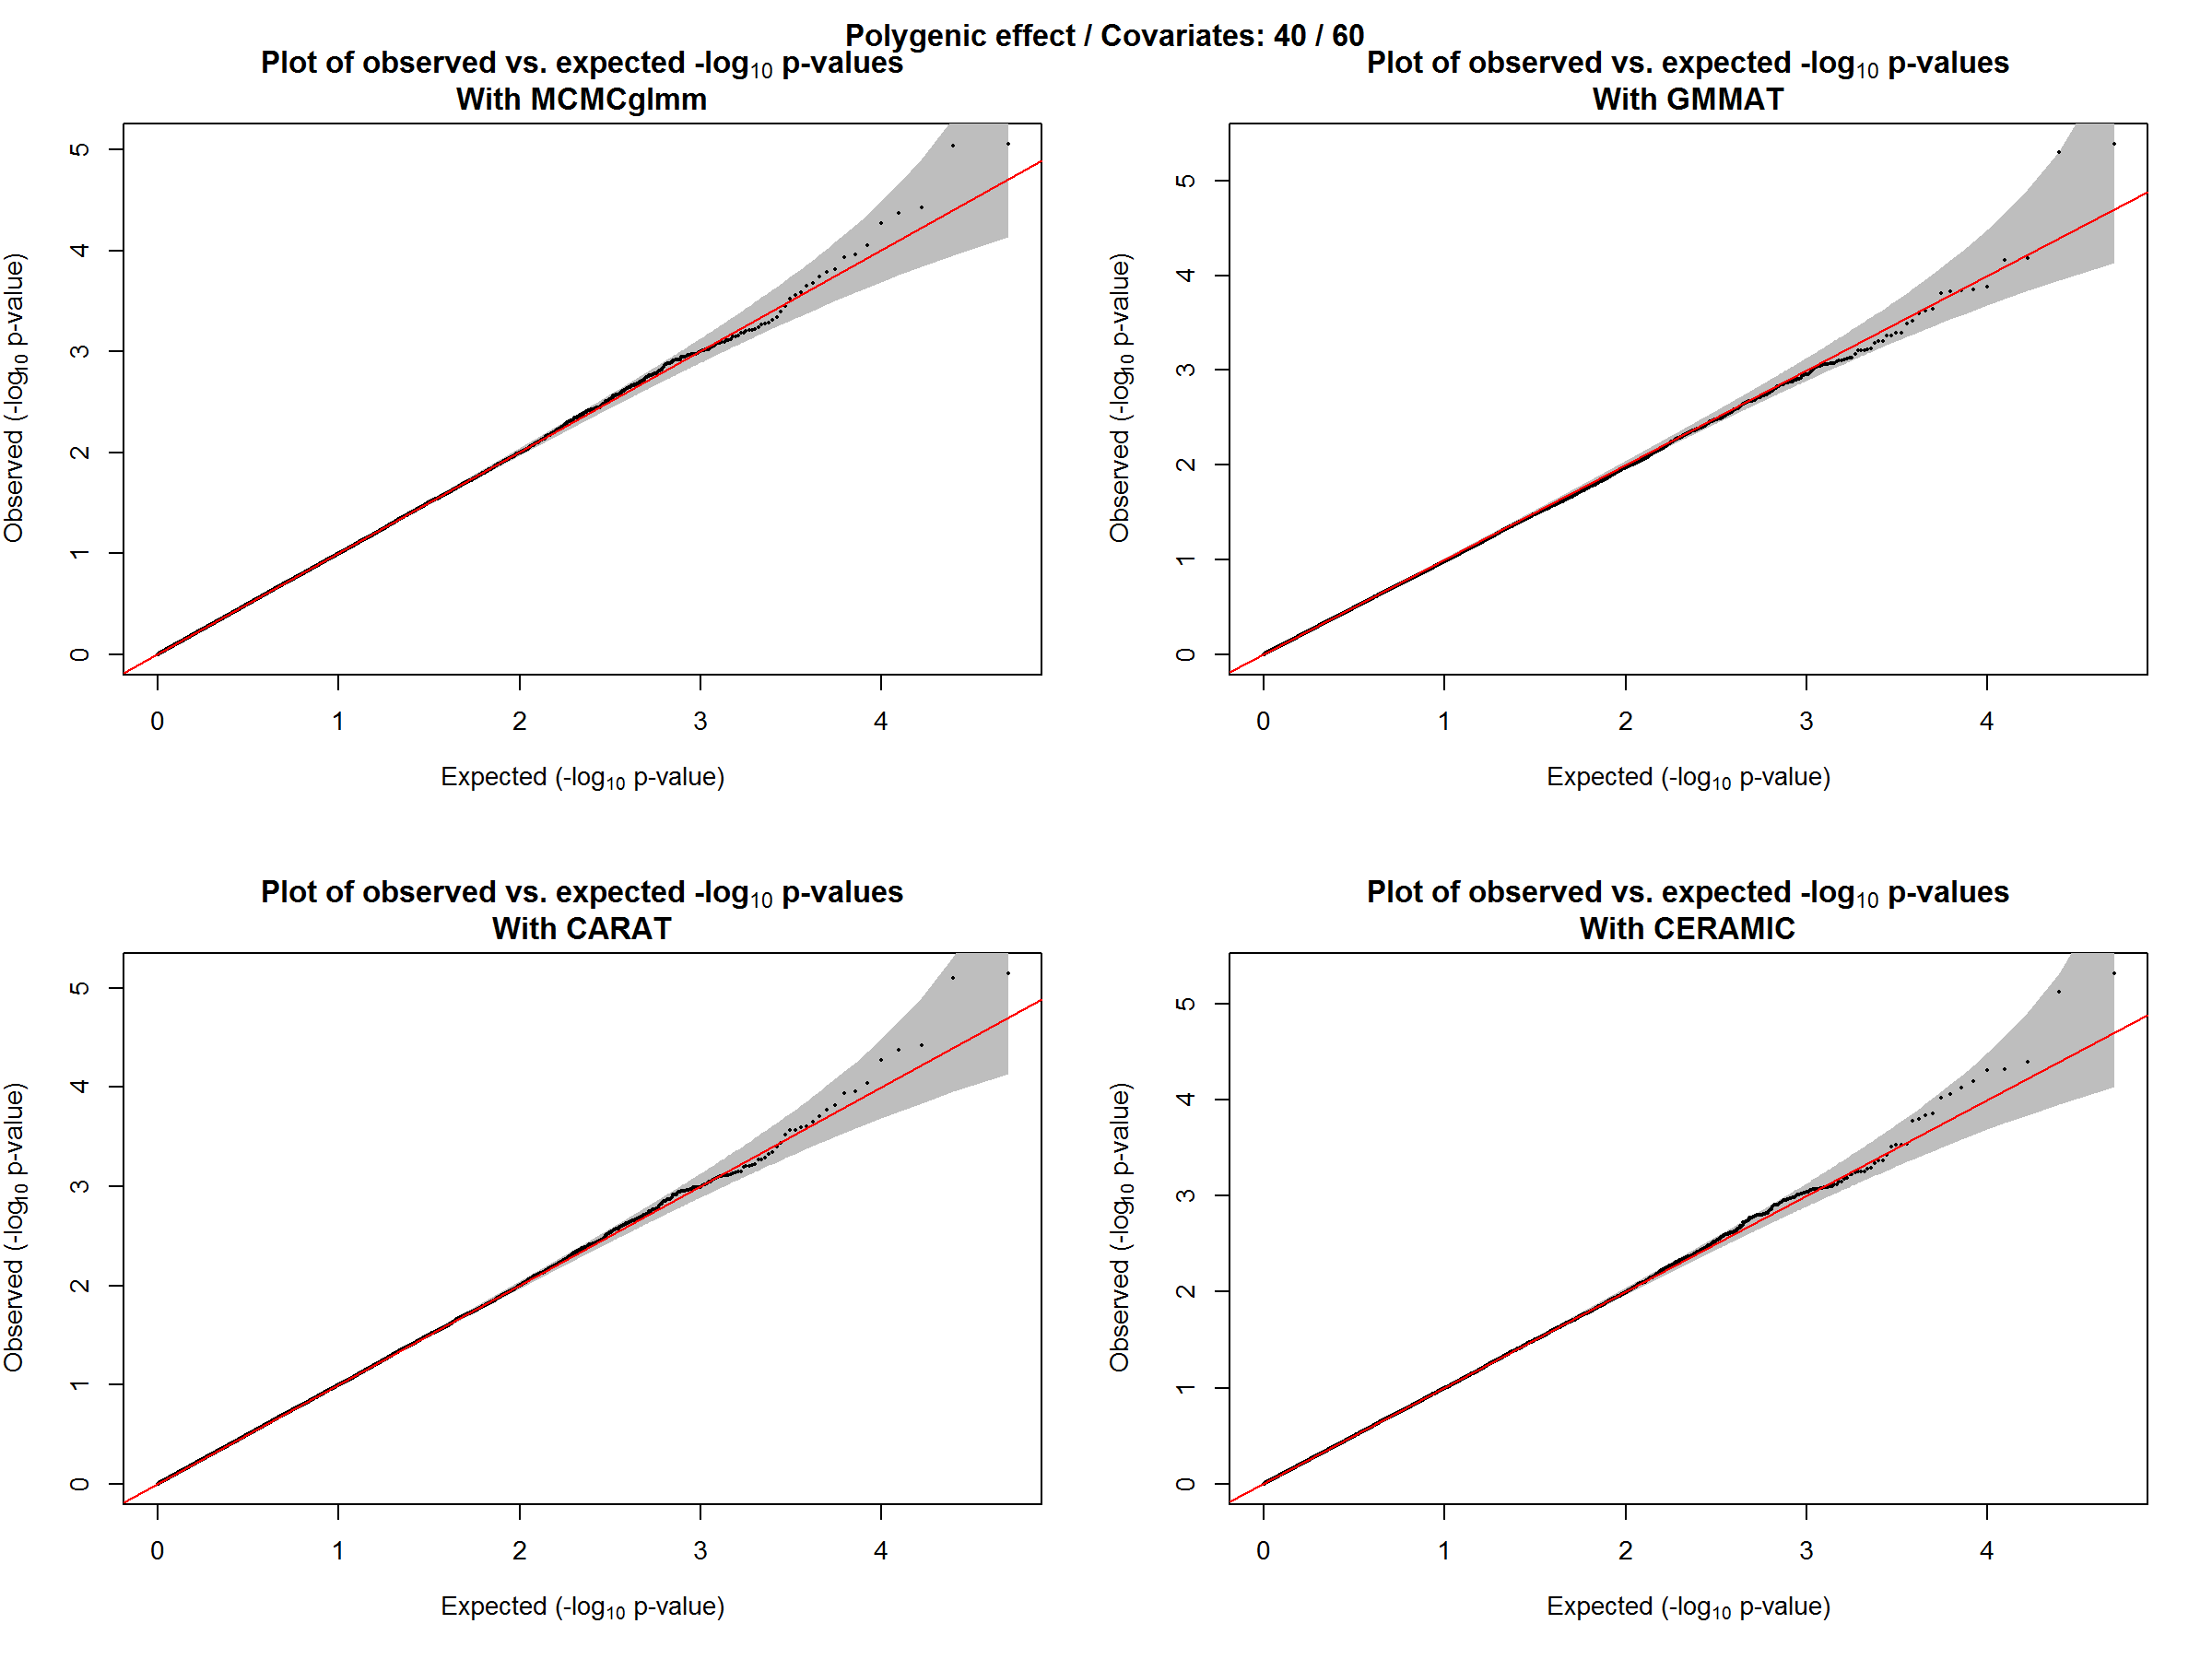 Polygenic effect / Covariates: 40 / 60
Plot of observed vs. expected -log10 p-values
With MCMCglmm
Observed (-log10 p-value)
5
4
3
2
1
0
0 1 2 3 4
Expected (-log10 p-value)
Plot of observed vs. expected -log10 p-values
With GMMAT
Observed (-log10 p-value)
5
4
3
2
1
0
0 1 2 3 4
Expected (-log10 p-value)
Plot of observed vs. expected -log10 p-values
With CARAT
Observed (-log10 p-value)
5
4
3
2
1
0
0 1 2 3 4
Expected (-log10 p-value)
Plot of observed vs. expected -log10 p-values
With CERAMIC
Observed (-log10 p-value)
5
4
3
2
1
0
0 1 2 3 4
Expected (-log10 p-value)